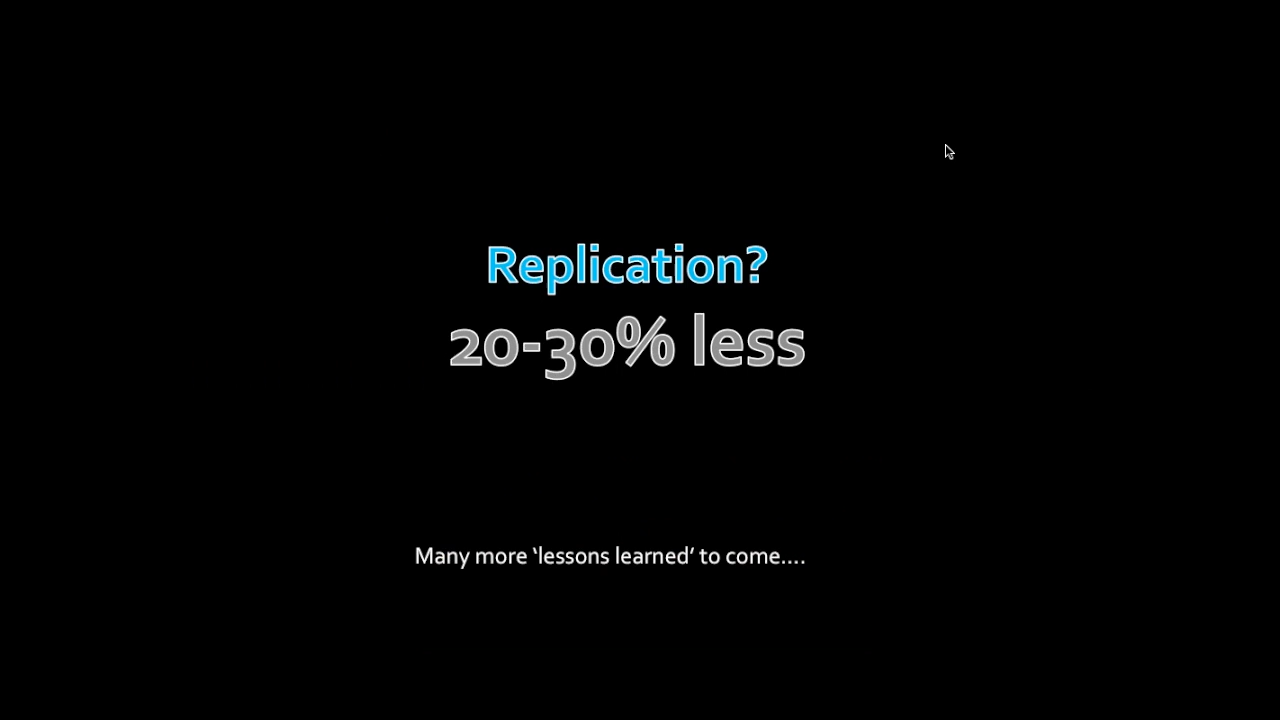 Replication?
20-30% less
Many more ‘lessons learned’ to come....